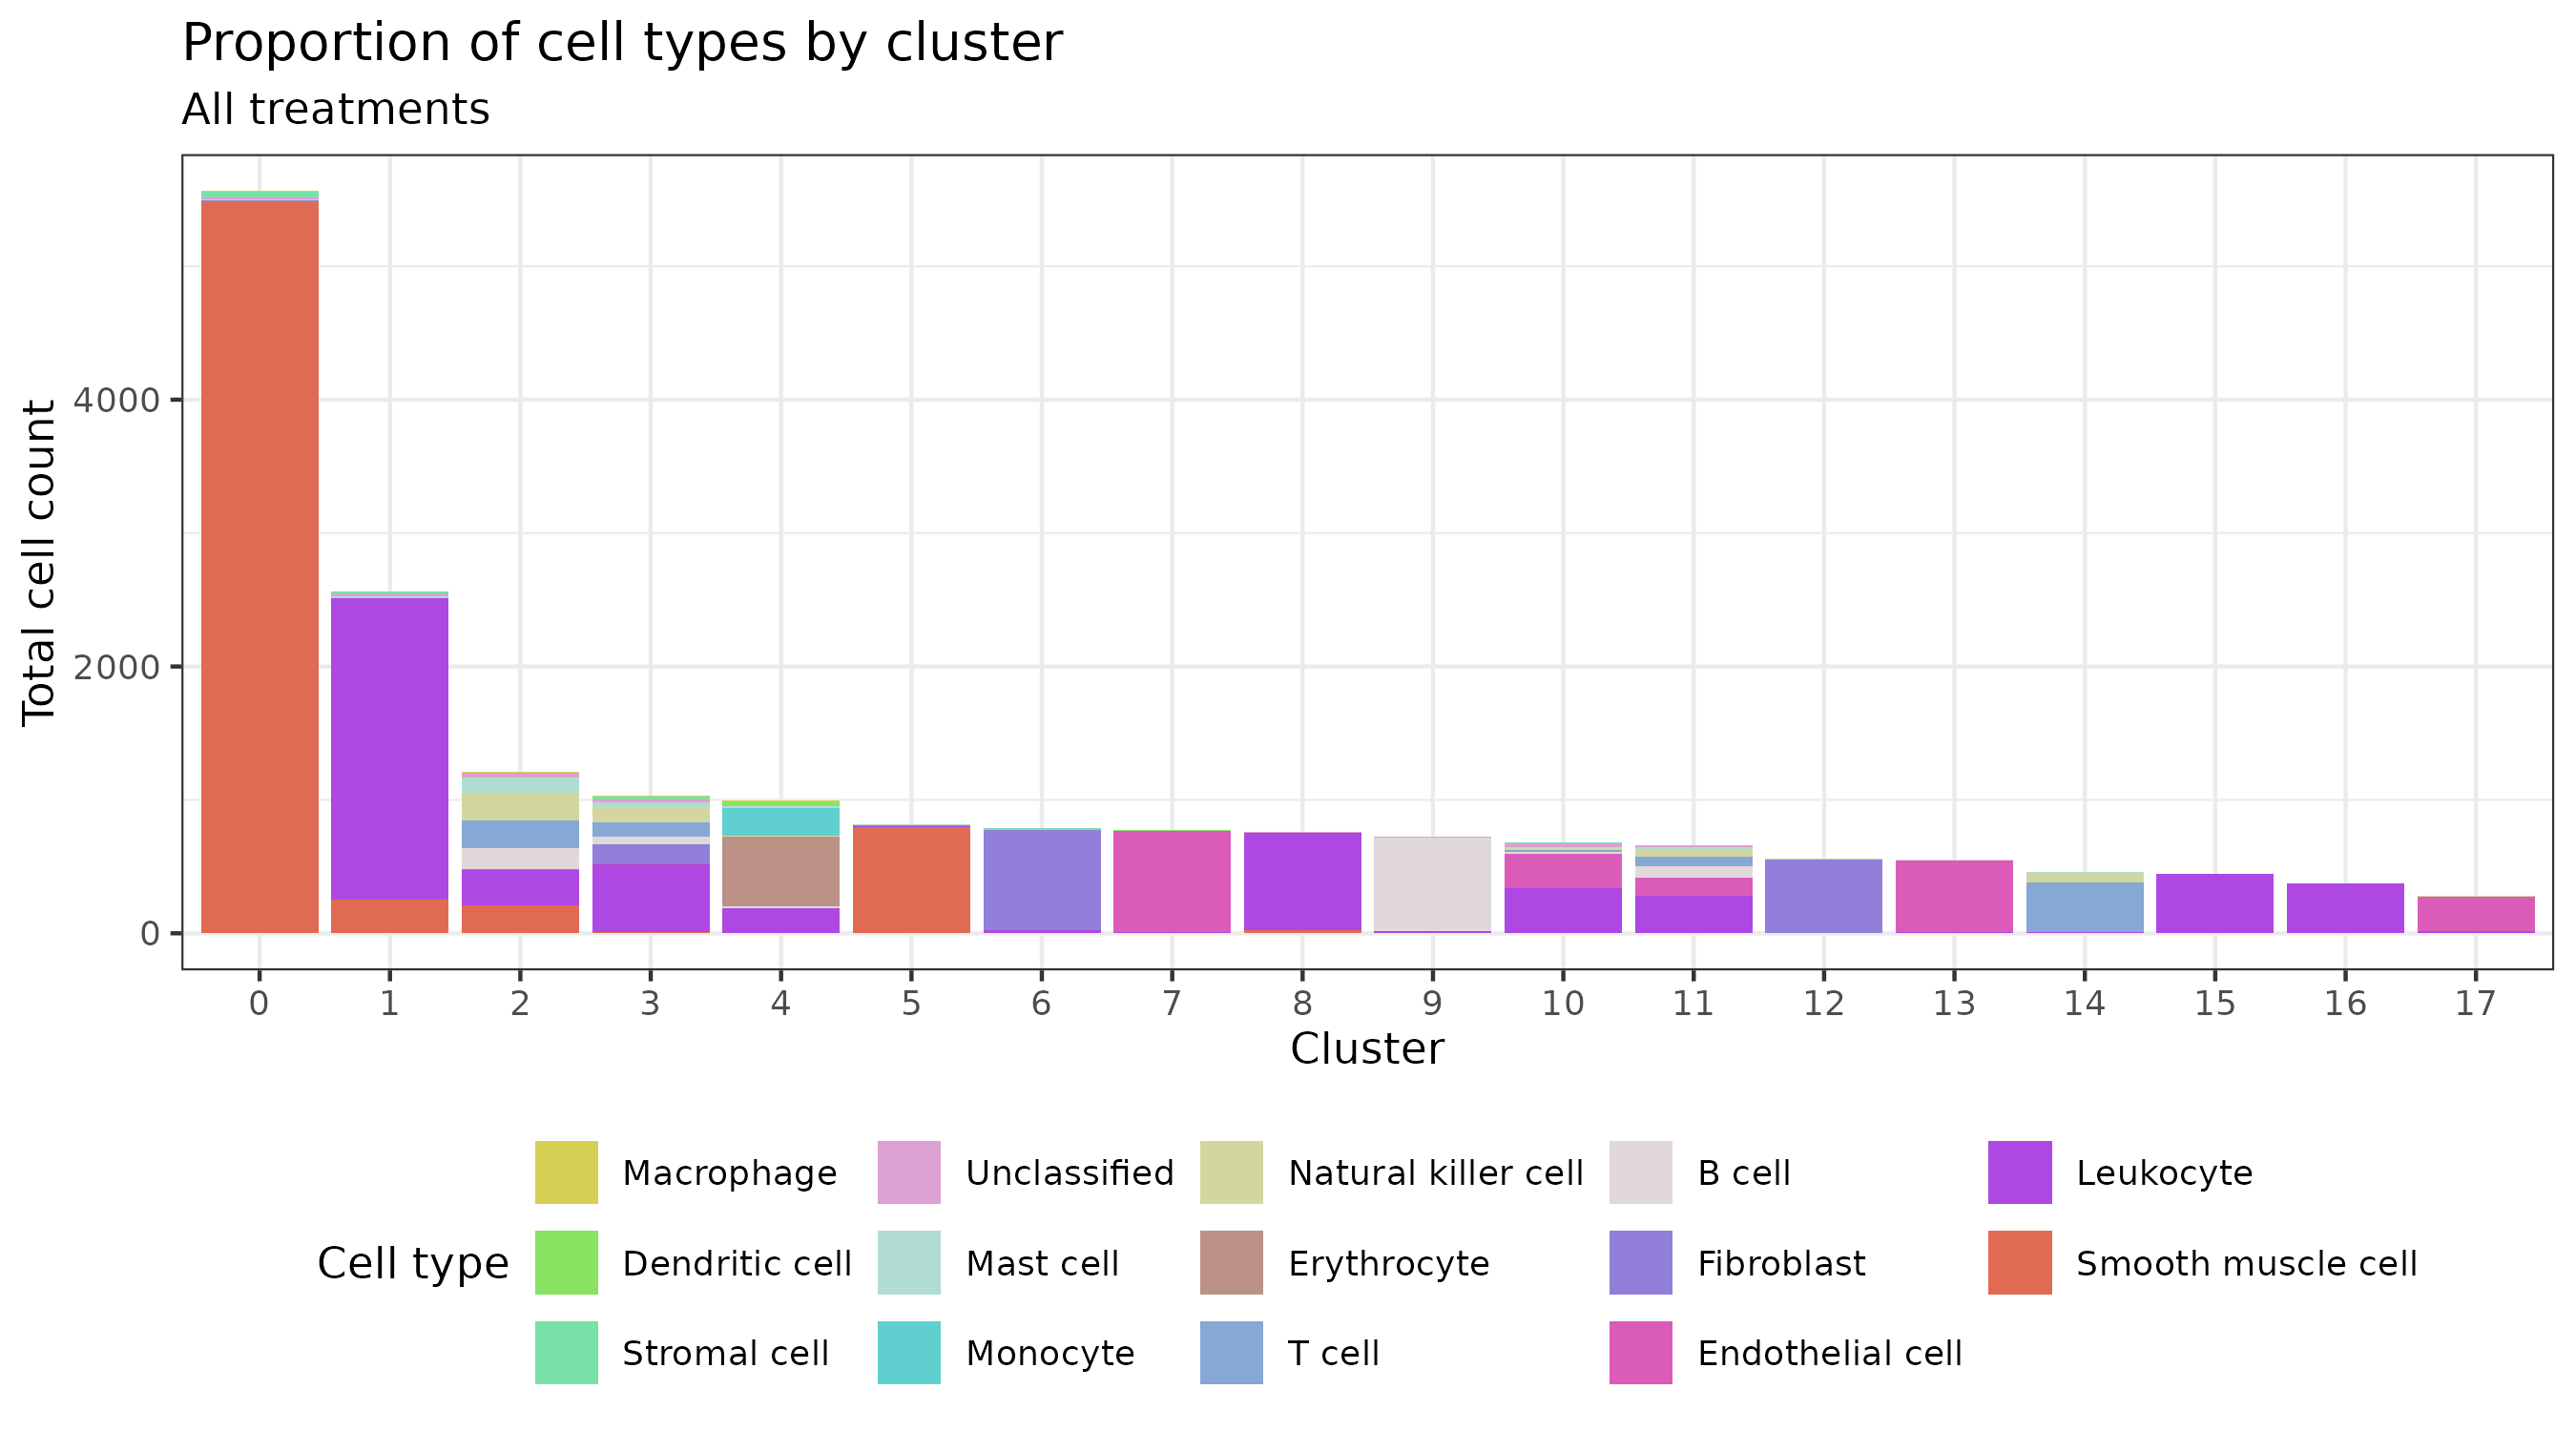 Proportion of cell types by cluster
All treatments
Total cell count
4000
2000
0
0 1 2 3 4 5 6 7 8 9 10 11 12 13 14 15 16 17
Cluster
Cell type
Macrophage Unclassified Natural killer cell B cell Leukocyte
Dendritic cell Mast cell Erythrocyte Fibroblast Smooth muscle cell
Stromal cell Monocyte T cell Endothelial cell